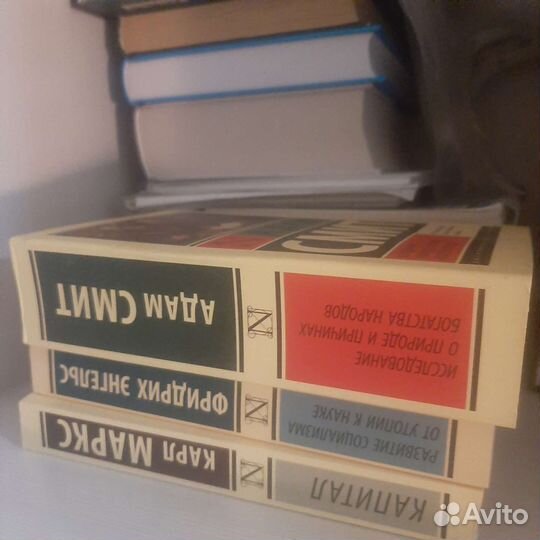 АДАМ СМИТ
ИССЛЕДОВАНИЕ
О ПРИРОДЕ И ПРИЧИНАХ
БОГАТСТВА НАРОДОВ
ФРИДРИХ ЭНГЕЛЬС
РАЗВИТИЕ СОЦИАЛИЗМА
ОТ УТОПИИ К НАУКЕ
КАРЛ МАРКС
КАПИТАЛ
Avito